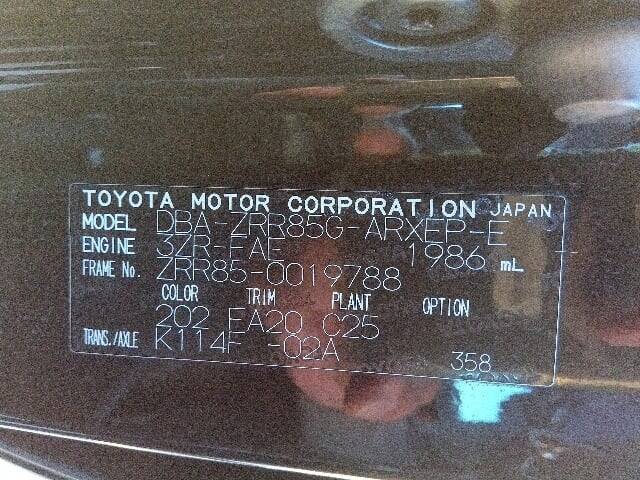 TOYOTA MOTOR CORPORATION JAPAN
MODEL DBA-ZRR85G-ARXEP-E
ENGINE 3ZR-FAE 1986 mL
FRAME No. ZRR85-0019788
COLOR TRIM PLANT OPTION
202 EA20 C25
TRANS./AXLE K114F -02A
358